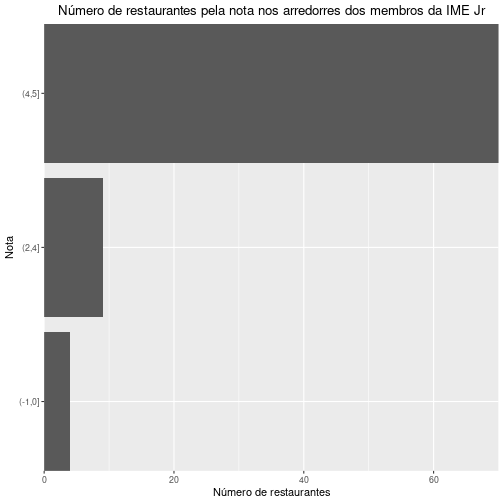 Número de restaurantes pela nota nos arredorres dos membros da IME Jr
Nota
(4,5]
(2,4]
(-1,0]
0 20 40 60
Número de restaurantes